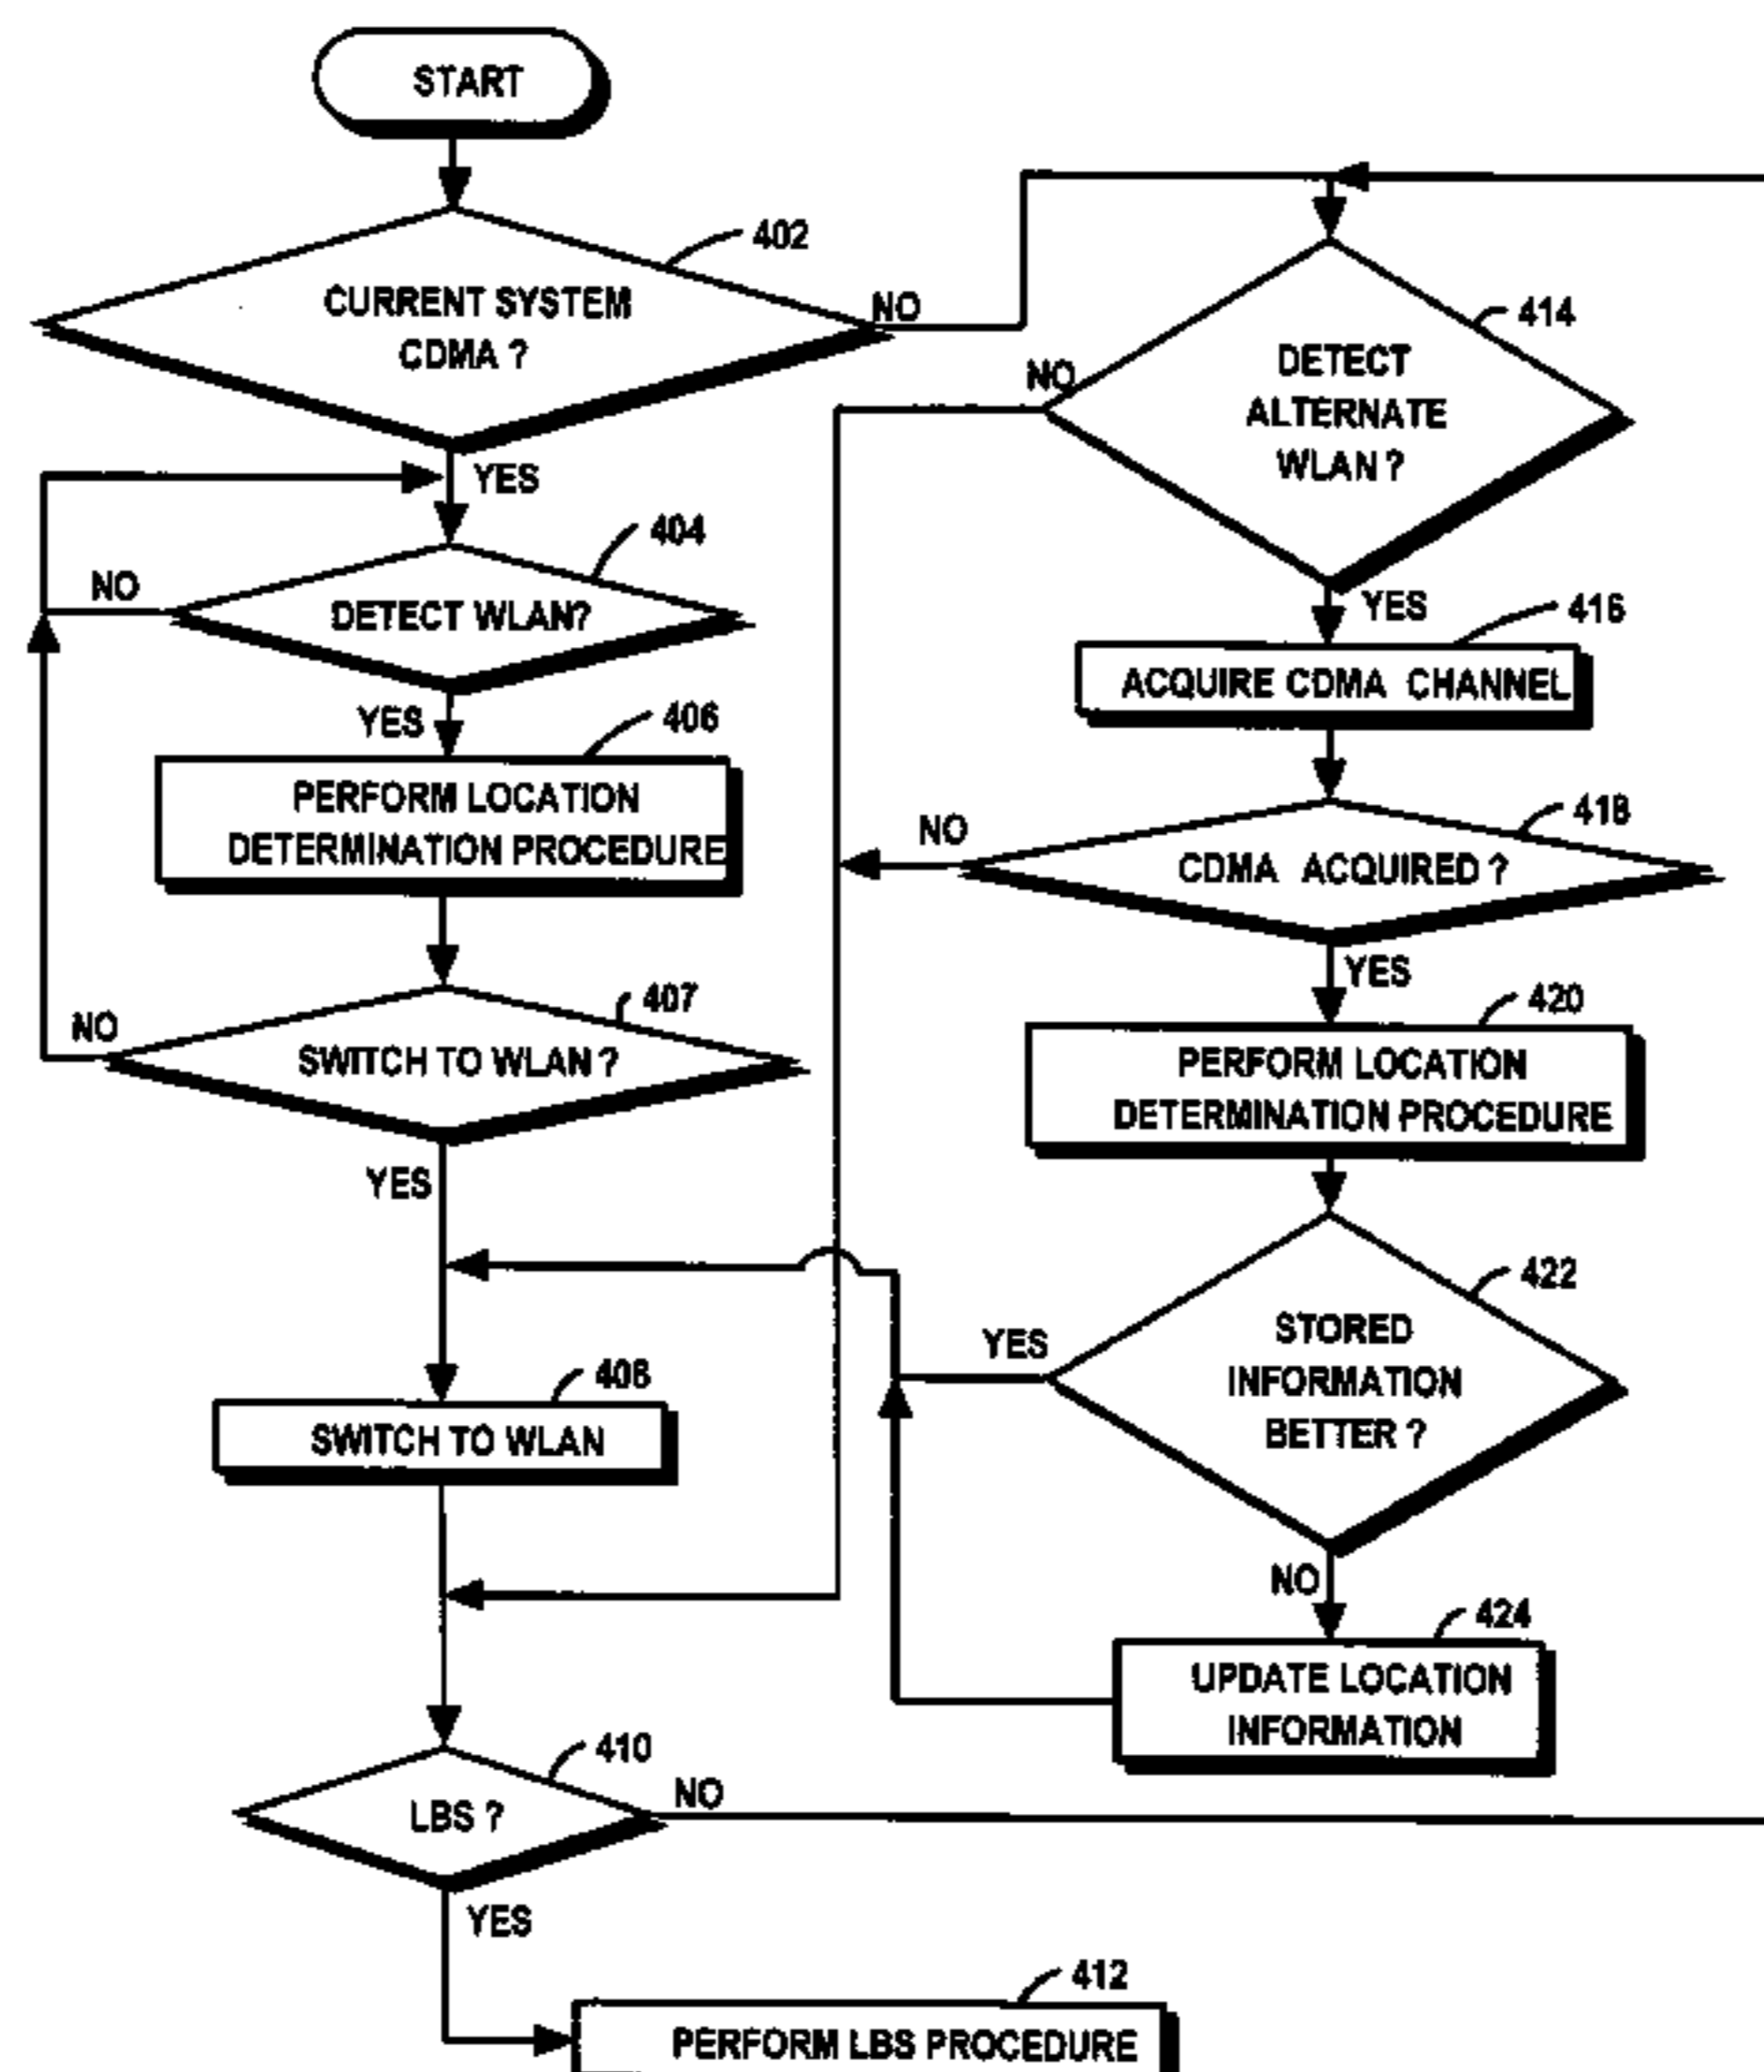 START
402
CURRENT SYSTEM
CDMA ?
NO
YES
404
DETECT WLAN?
NO
YES
406
PERFORM LOCATION
DETERMINATION PROCEDURE
407
SWITCH TO WLAN ?
NO
YES
408
SWITCH TO WLAN
410
LBS ?
NO
YES
412
PERFORM LBS PROCEDURE
414
DETECT
ALTERNATE
WLAN ?
NO
YES
416
ACQUIRE CDMA CHANNEL
418
CDMA ACQUIRED ?
NO
YES
420
PERFORM LOCATION
DETERMINATION PROCEDURE
422
STORED
INFORMATION
BETTER ?
YES
NO
424
UPDATE LOCATION
INFORMATION